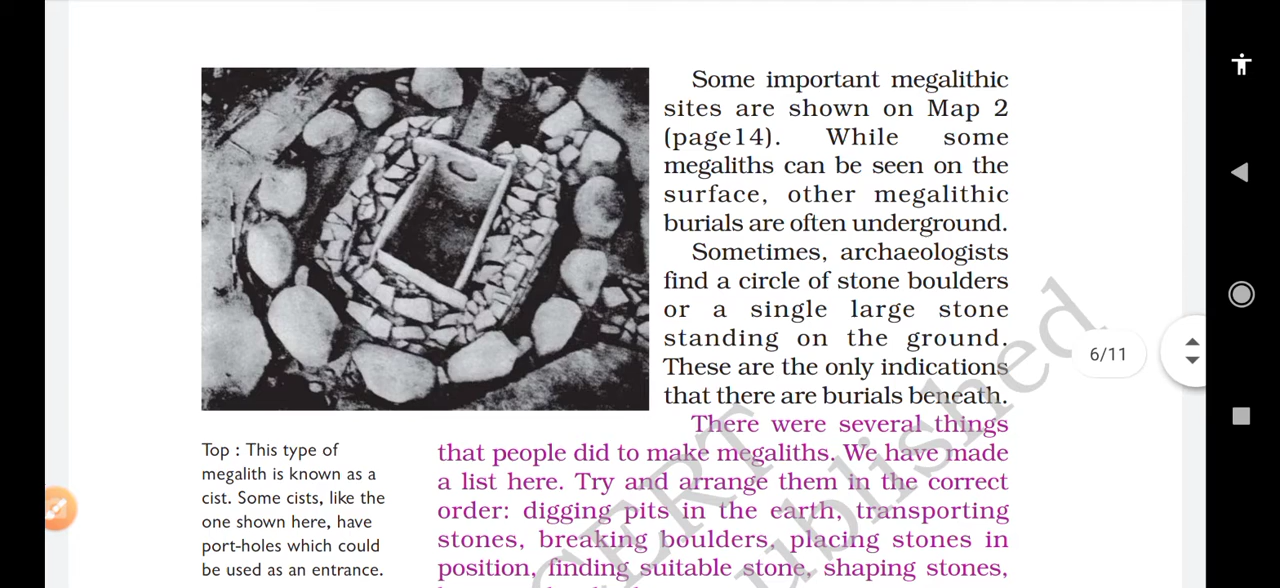 Some important megalithic
sites are shown on Map 2
(page14). While some
megaliths can be seen on the
surface, other megalithic
burials are often underground.
Sometimes, archaeologists
find a circle of stone boulders
or a single large stone
standing on the ground.
These are the only indications
that there are burials beneath.
There were several things
that people did to make megaliths. We have made
a list here. Try and arrange them in the correct
order: digging pits in the earth, transporting
stones, breaking boulders, placing stones in
position, finding suitable stone, shaping stones,
Top : This type of
megalith is known as a
cist. Some cists, like the
one shown here, have
port-holes which could
be used as an entrance.
6/11